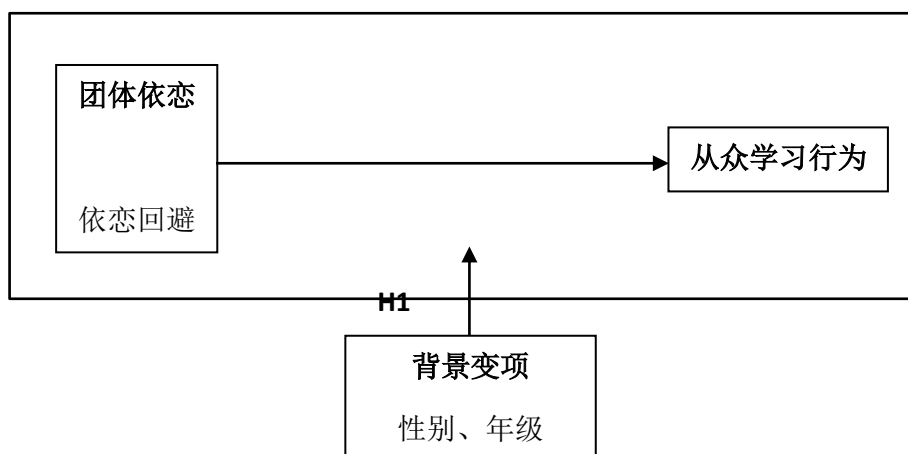 团体依恋
依恋回避
从众学习行为
H1
背景变项
性别、年级